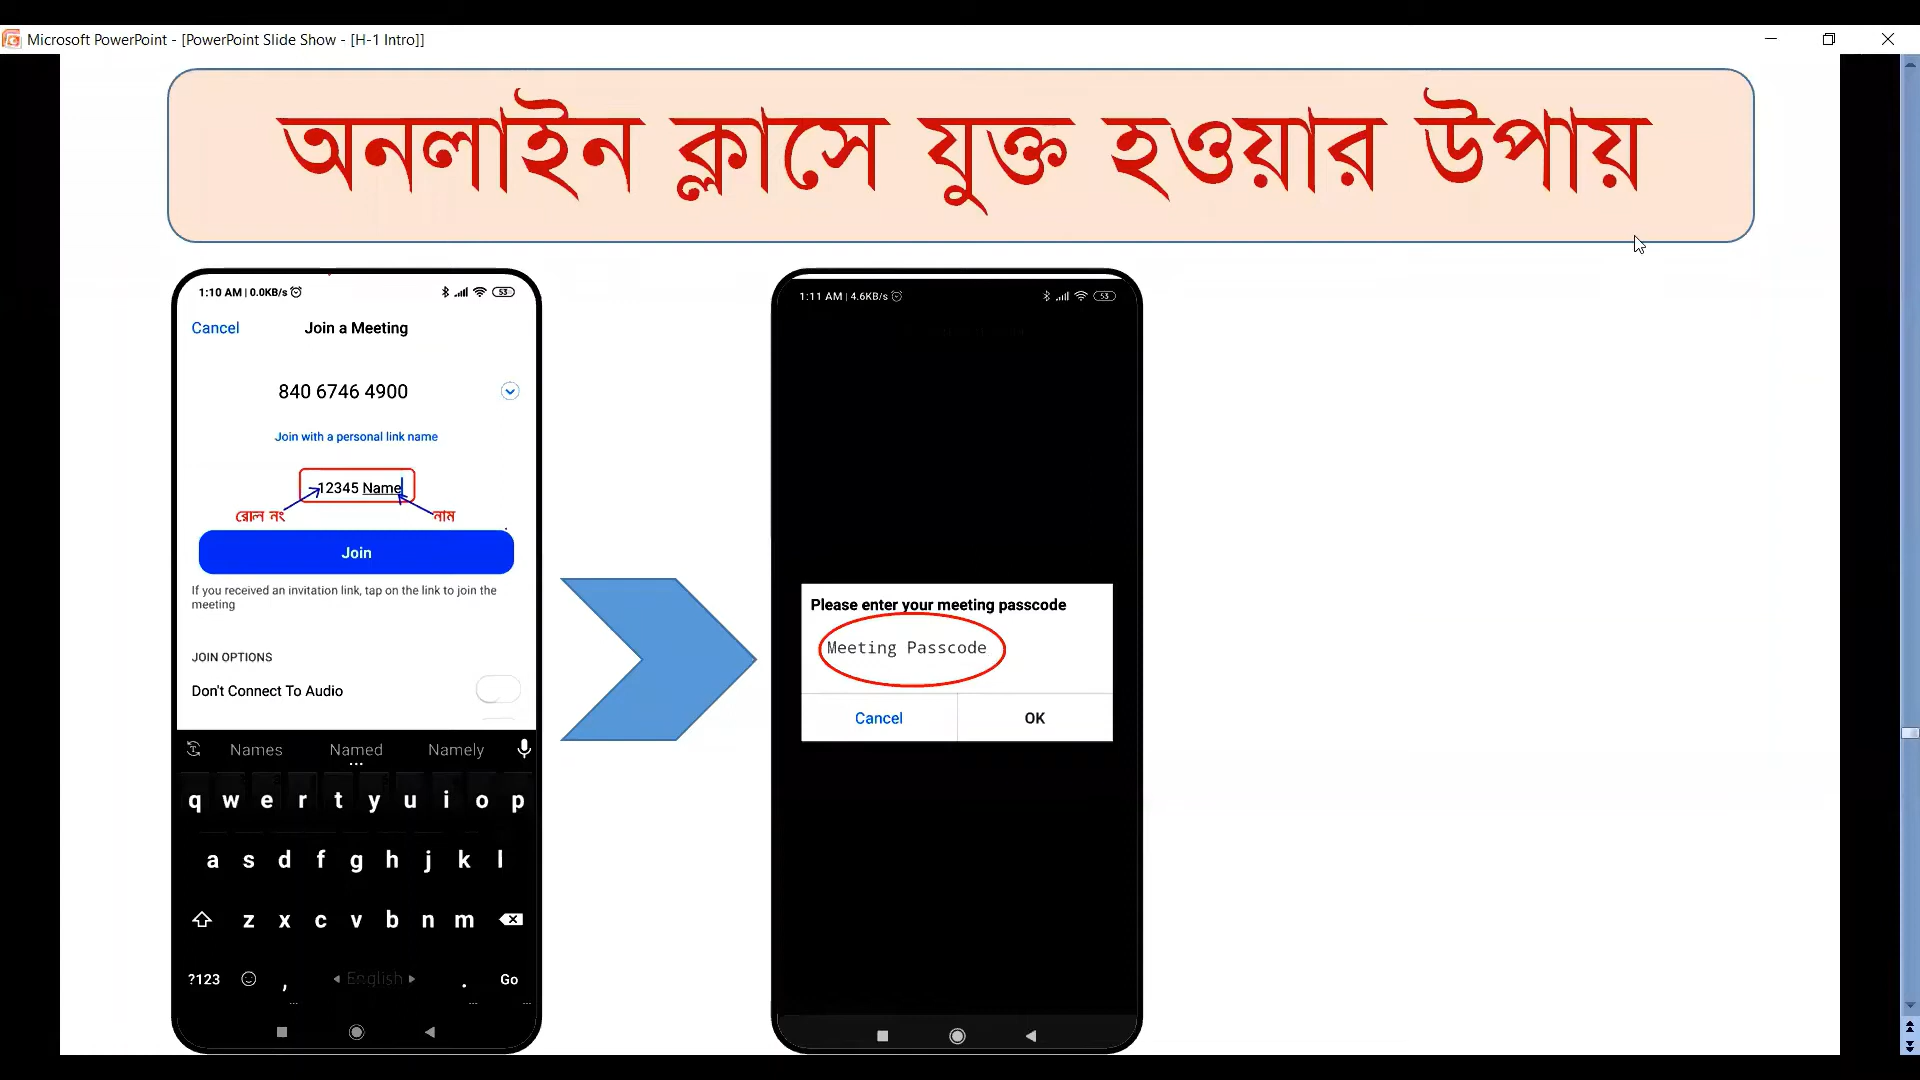 Microsoft PowerPoint - [PowerPoint Slide Show - [H-1 Intro]]
অনলাইন ক্লাসে যুক্ত হওয়ার উপায়
1:10 AM | 0.0KB/s
53
Cancel
Join a Meeting
840 6746 4900
Join with a personal link name
12345 Name
রোল নং
নাম
Join
If you received an invitation link, tap on the link to join the
meeting
JOIN OPTIONS
Don't Connect To Audio
Names Named Namely
q w e r t y u i o p
a s d f g h j k l
z x c v b n m
?123 , English . Go
1:11 AM | 4.6KB/s
53
Please enter your meeting passcode
Meeting Passcode
Cancel
OK